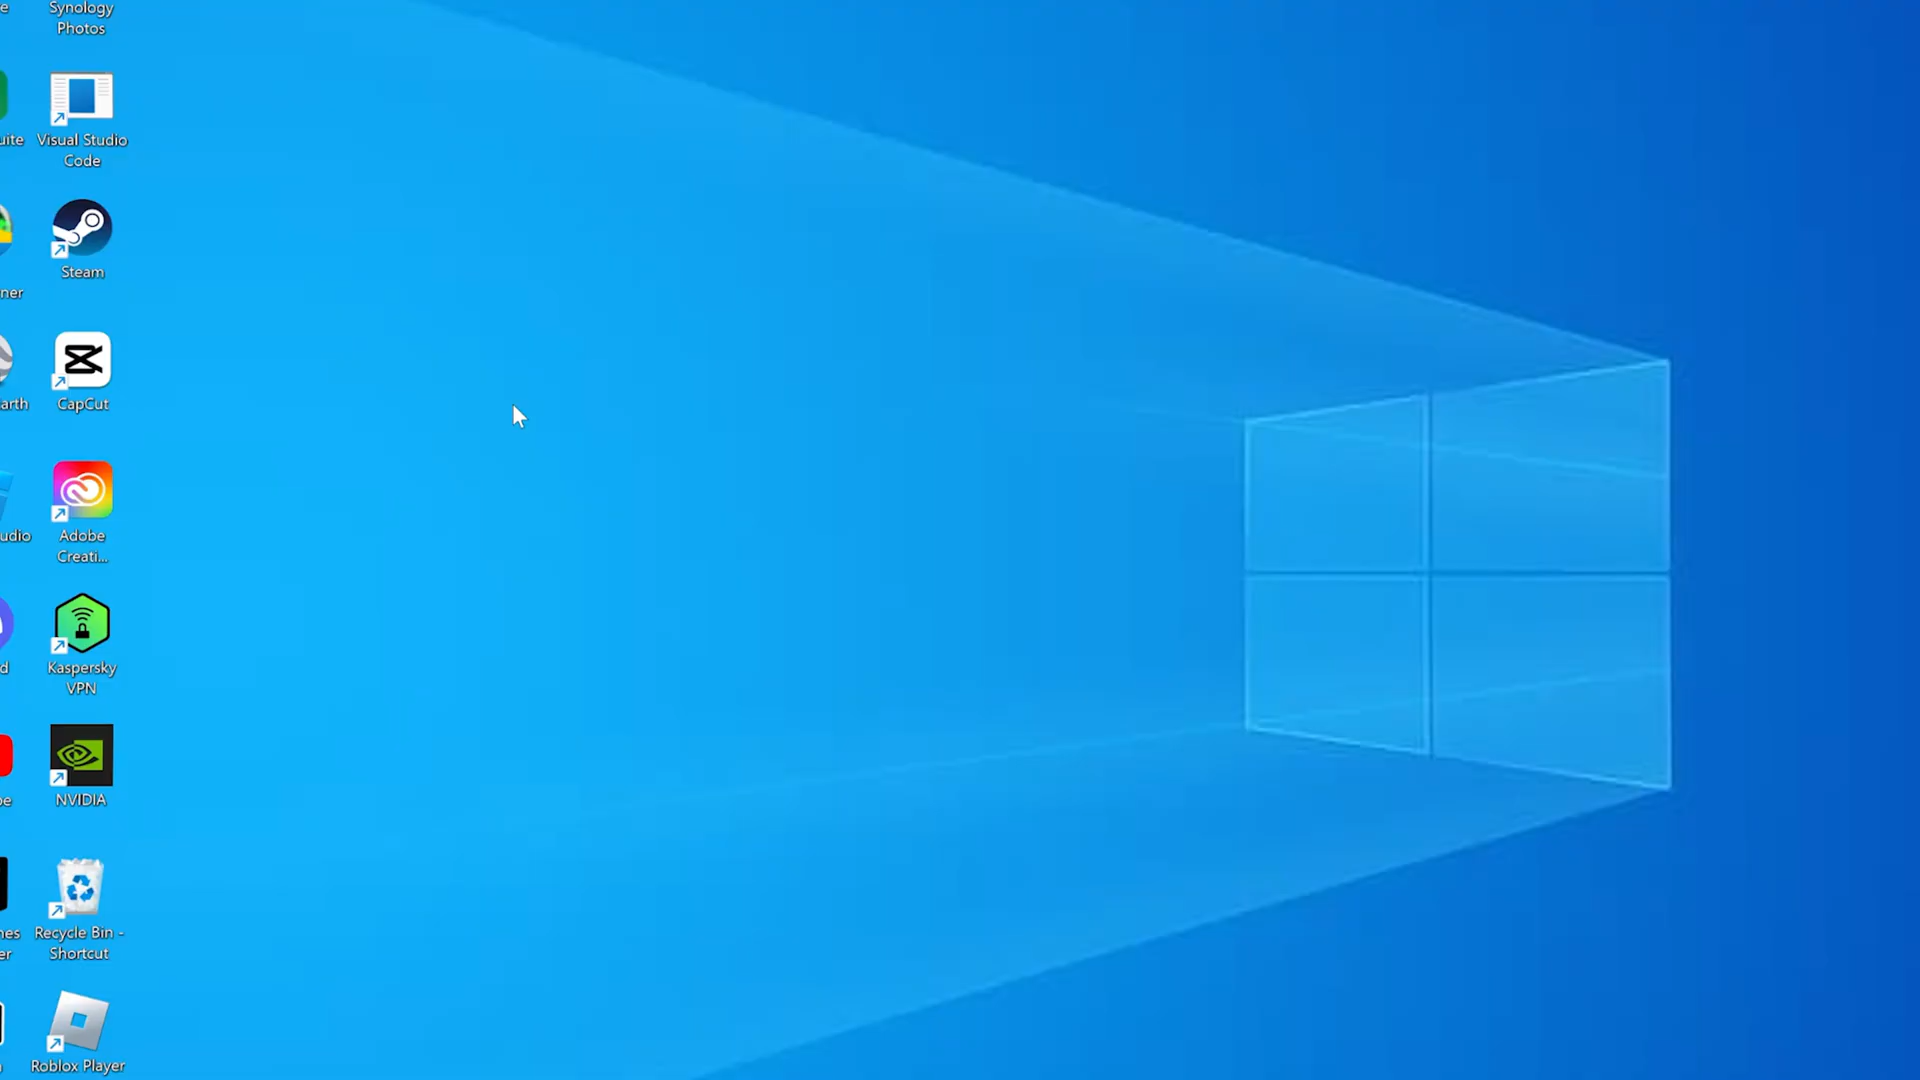 Synology
Photos
uite
Visual Studio
Code
Steam
ner
arth
CapCut
udio
Adobe
Creati...
d
Kaspersky
VPN
be
NVIDIA
nes
er
Recycle Bin -
Shortcut
Roblox Player